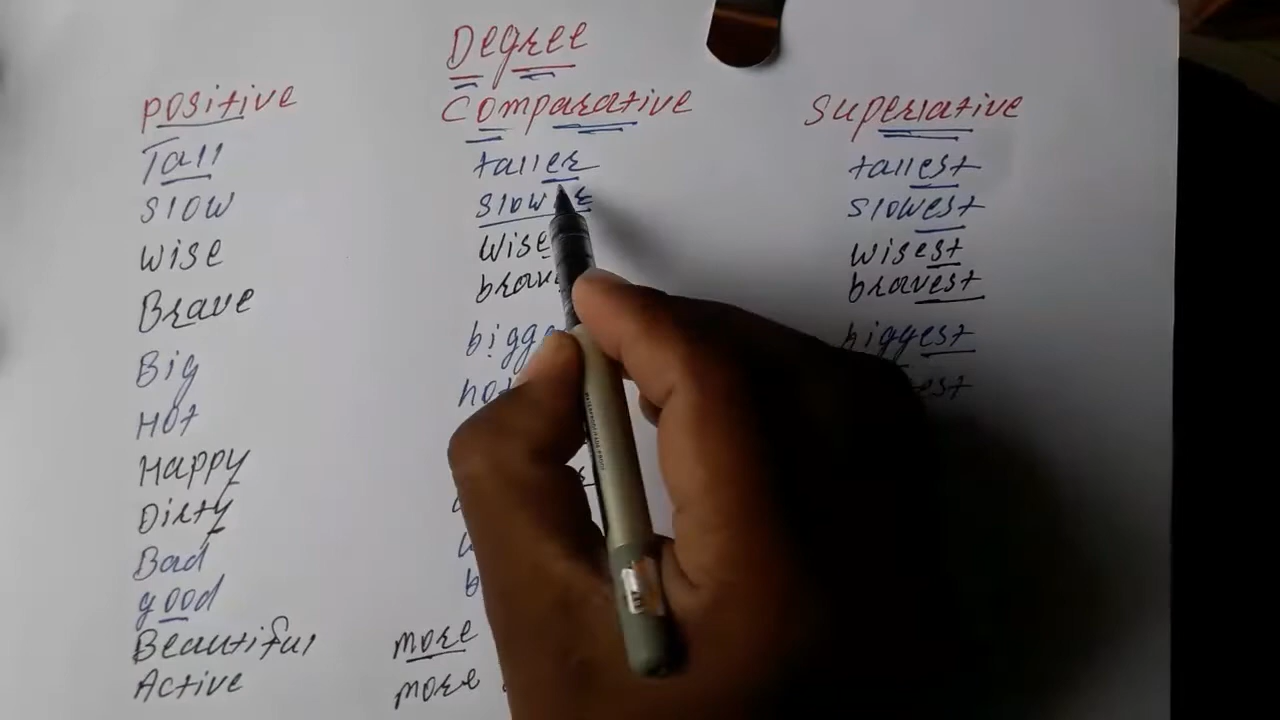 Degree
Positive Comparative Superlative
Tall taller tallest
Slow slower slowest
Wise wisest
Brave bravest
Big biggest
Hot
Happy
Dirty
Bad
good
Beautiful more
Active more